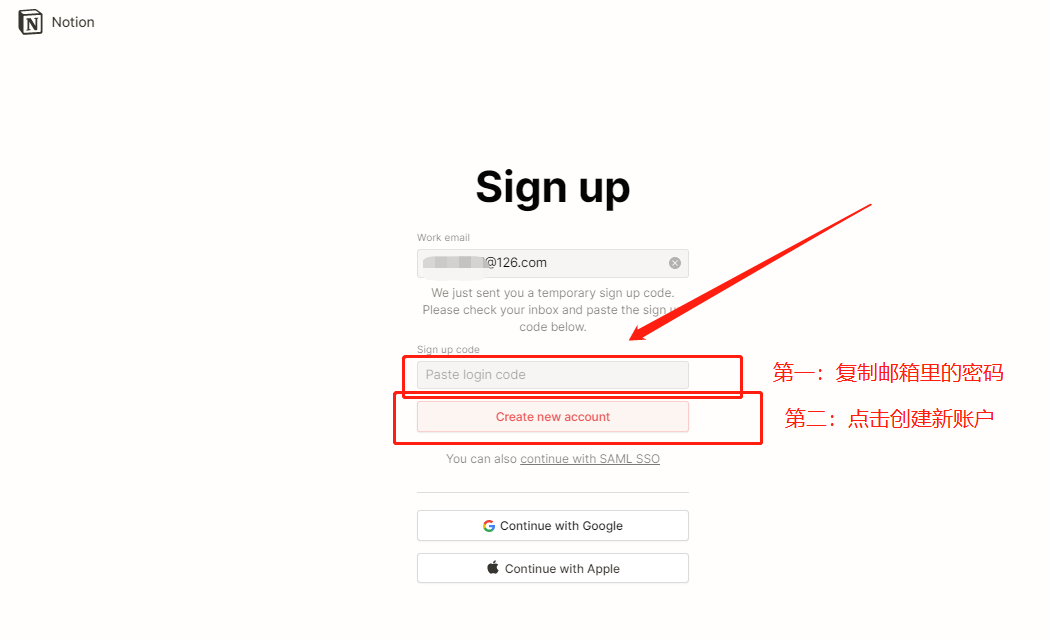 Notion
Sign up
Work email
@126.com
We just sent you a temporary sign up code.
Please check your inbox and paste the sign
code below.
Sign up code
Paste login code
第一：复制邮箱里的密码
Create new account
第二：点击创建新账户
You can also continue with SAML SSO
Continue with Google
Continue with Apple